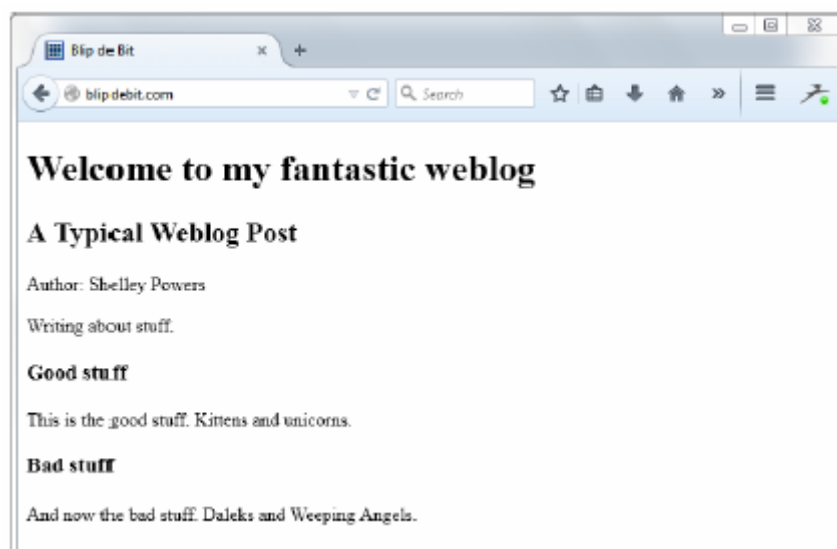 Blip de Bit
blipdebit.com
Search
Welcome to my fantastic weblog
A Typical Weblog Post
Author: Shelley Powers
Writing about stuff.
Good stuff
This is the good stuff. Kittens and unicorns.
Bad stuff
And now the bad stuff. Daleks and Weeping Angels.